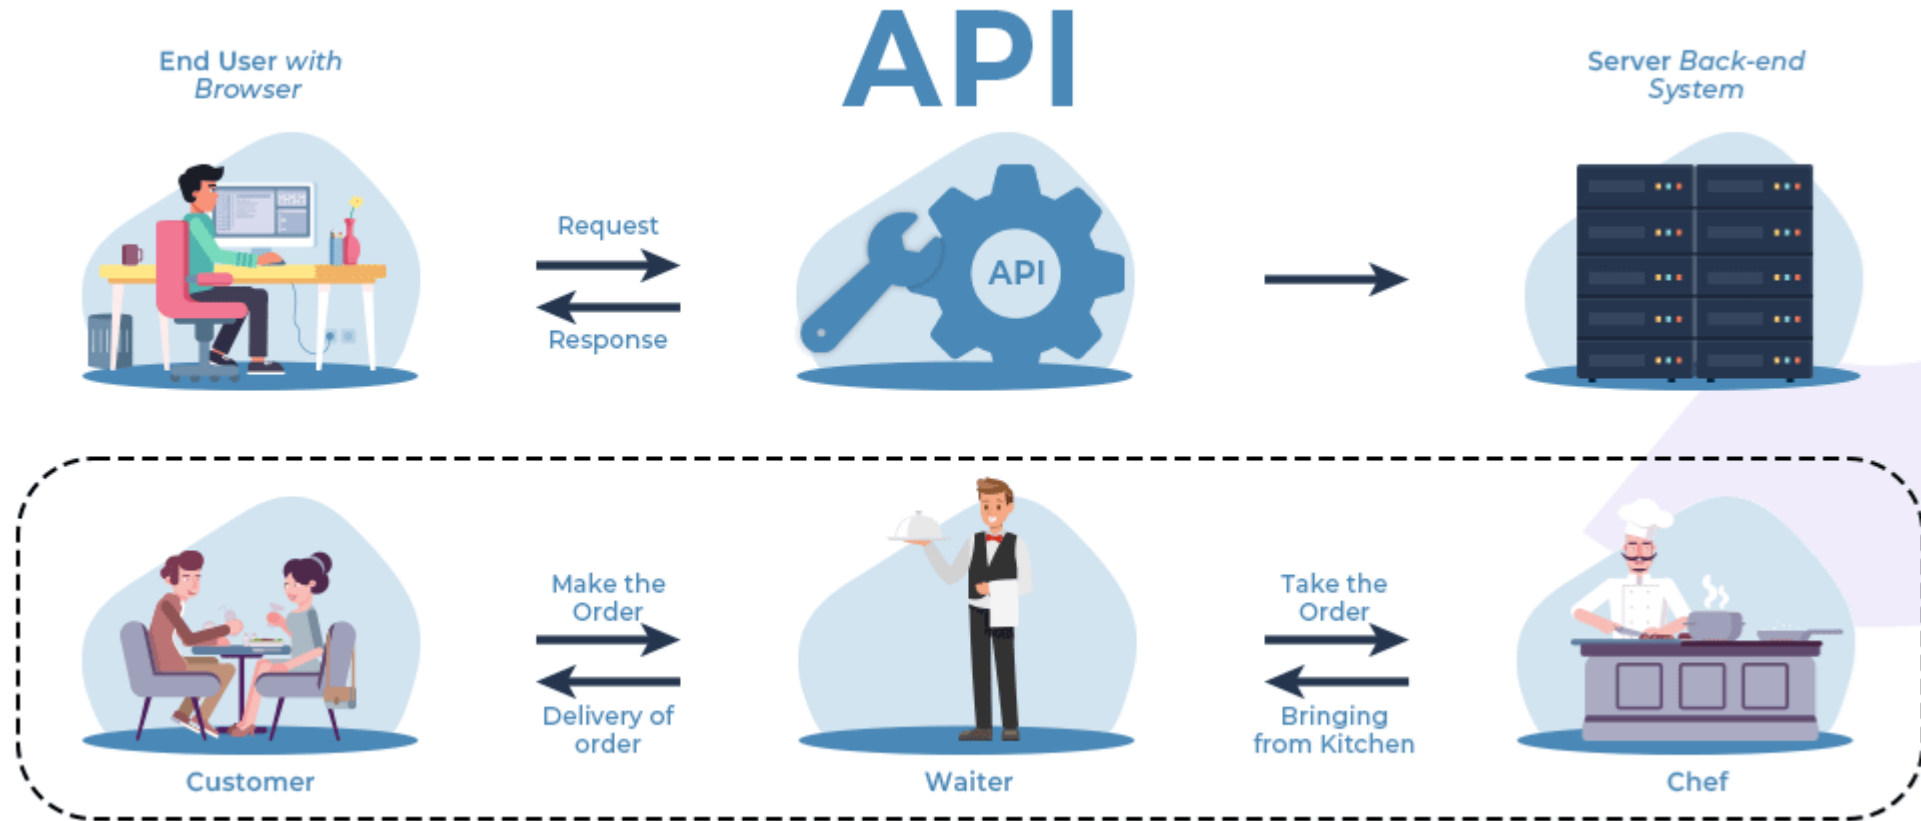 API
End User with
Browser
Server Back-end
System
Request
Response
API
Make the
Order
Delivery of
order
Take the
Order
Bringing
from Kitchen
Customer
Waiter
Chef